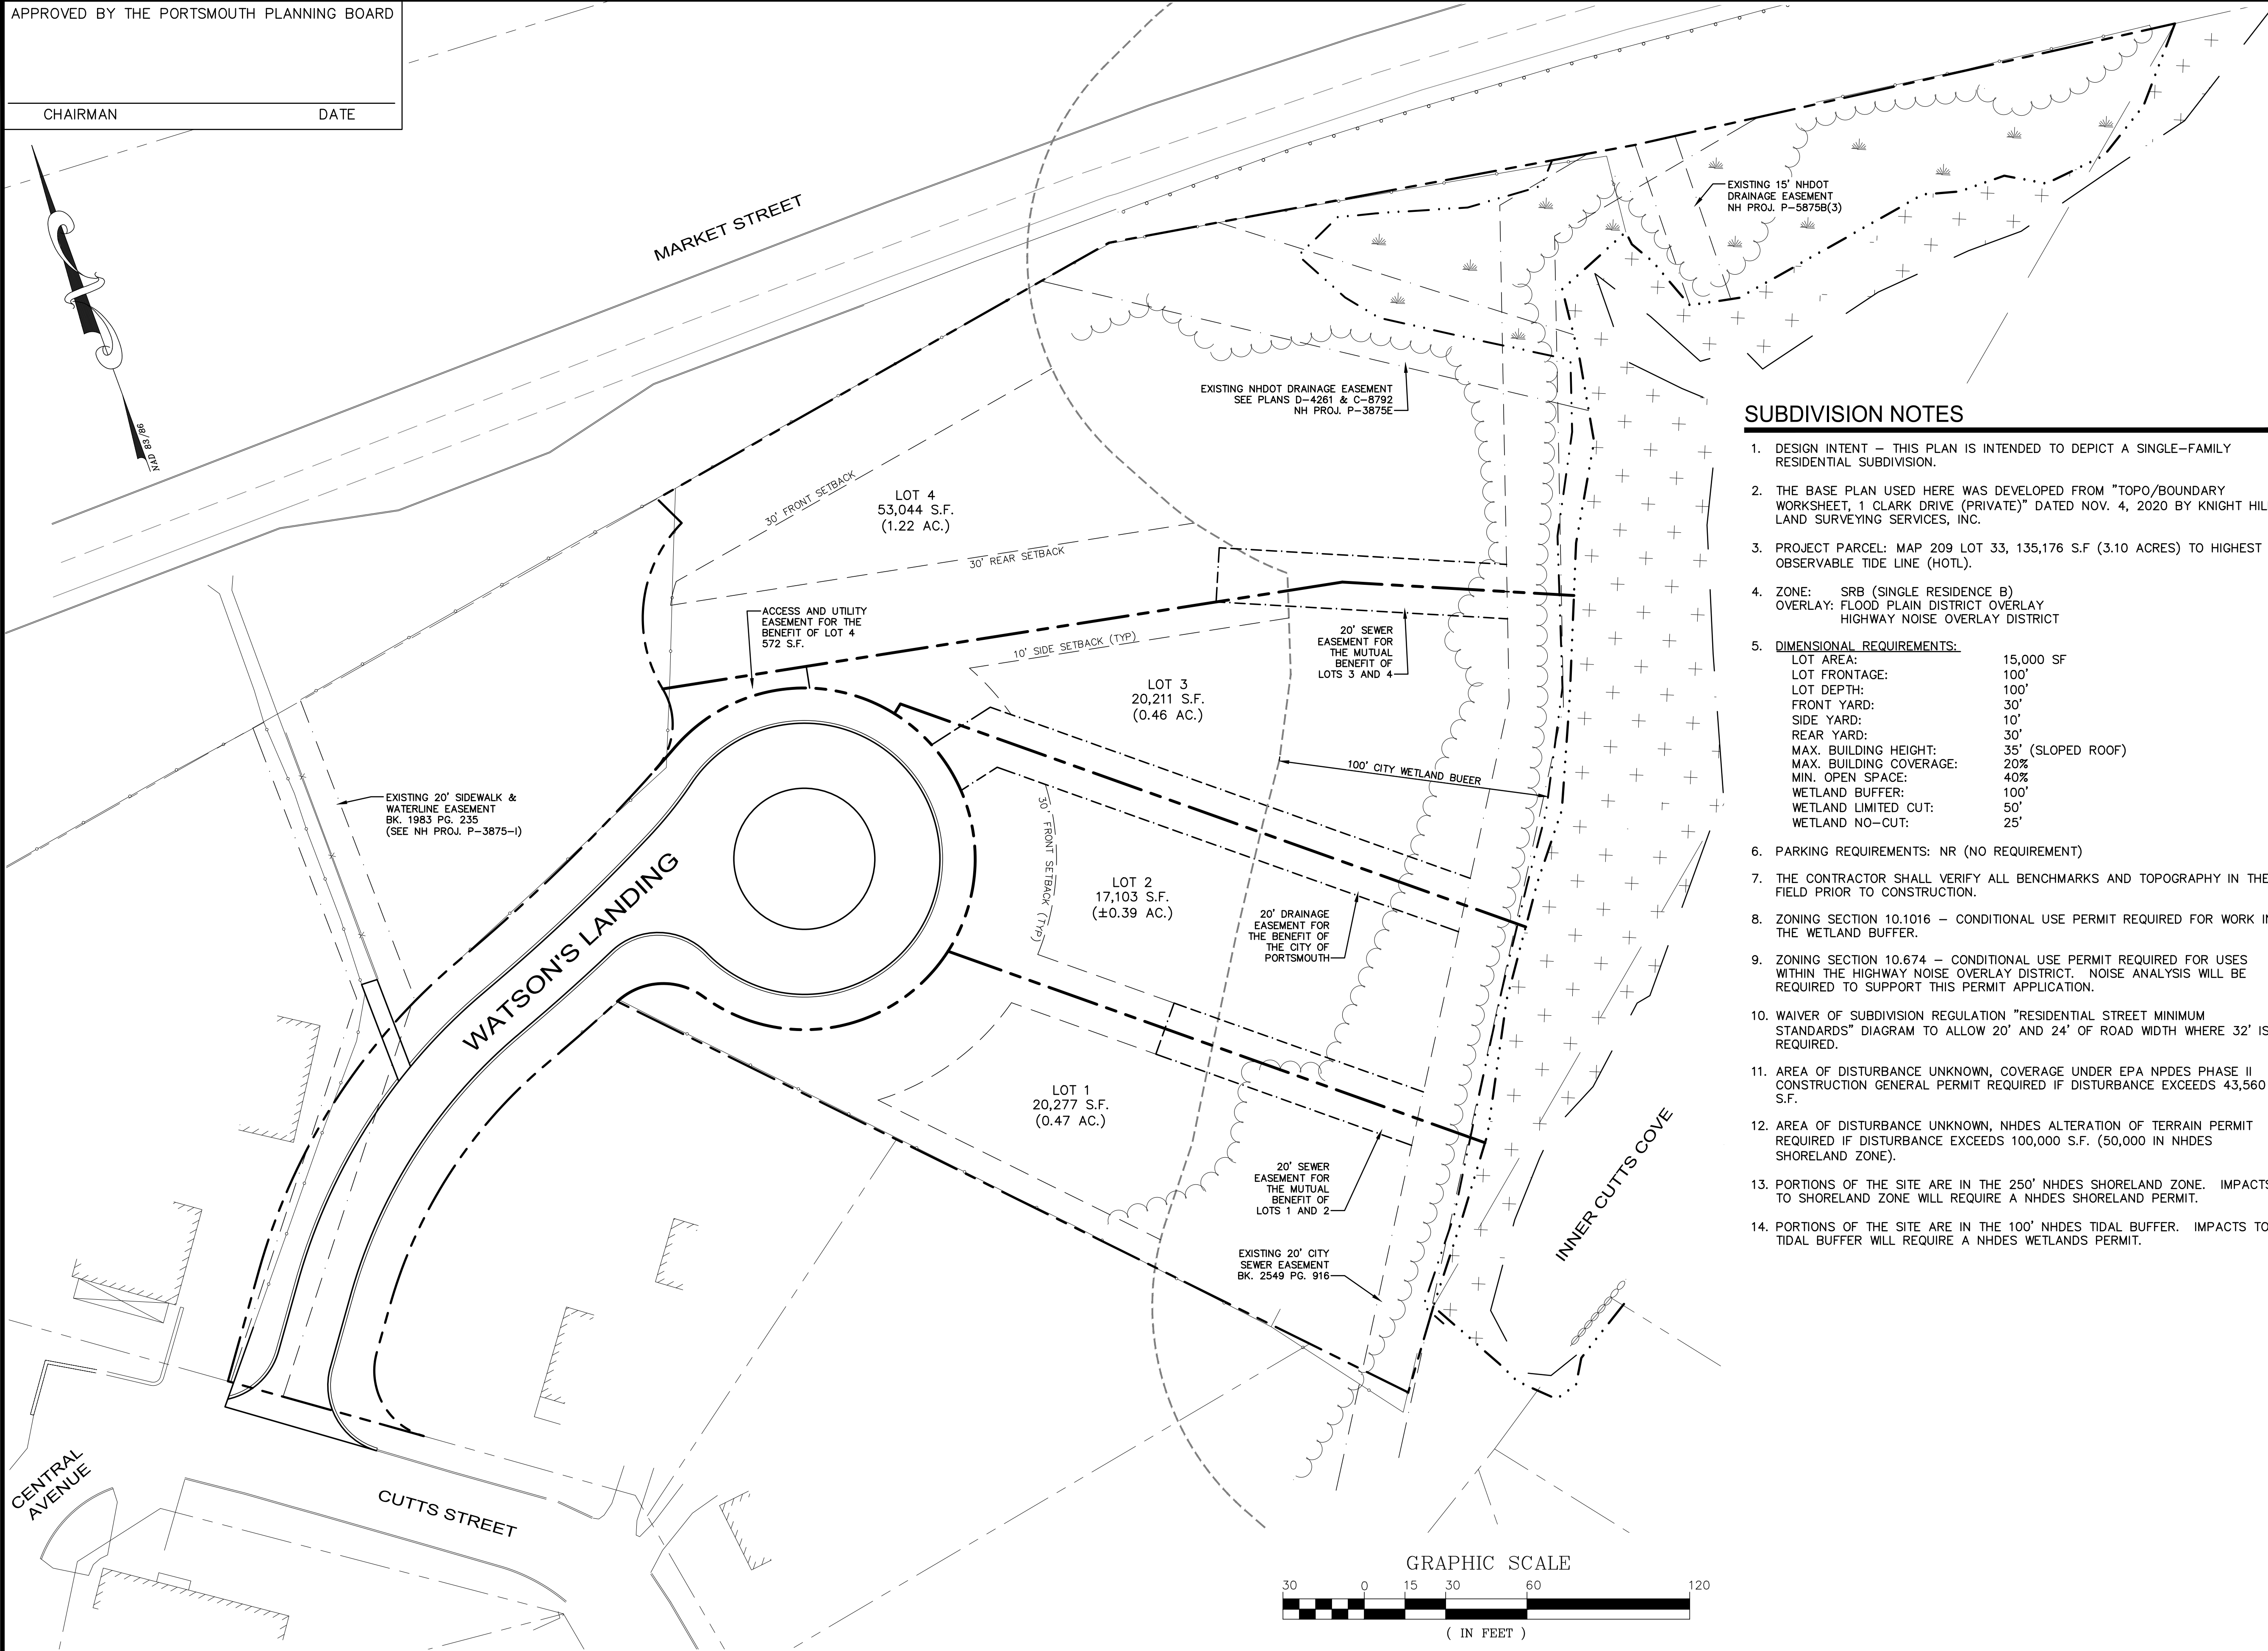 APPROVED BY THE PORTSMOUTH PLANNING BOARD
CHAIRMAN DATE
NAD 83/86
MARKET STREET
EXISTING 15' NHDOT
DRAINAGE EASEMENT
NH PROJ. P-5875B(3)
EXISTING NHDOT DRAINAGE EASEMENT
SEE PLANS D-4261 & C-8792
NH PROJ. P-3875E
30' FRONT SETBACK
LOT 4
53,044 S.F.
(1.22 AC.)
30' REAR SETBACK
ACCESS AND UTILITY
EASEMENT FOR THE
BENEFIT OF LOT 4
572 S.F.
10' SIDE SETBACK (TYP)
20' SEWER
EASEMENT FOR
THE MUTUAL
BENEFIT OF
LOTS 3 AND 4
LOT 3
20,211 S.F.
(0.46 AC.)
100' CITY WETLAND BUEER
EXISTING 20' SIDEWALK &
WATERLINE EASEMENT
BK. 1983 PG. 235
(SEE NH PROJ. P-3875-I)
30' FRONT SETBACK (TYP)
WATSON'S LANDING
LOT 2
17,103 S.F.
(±0.39 AC.)
20' DRAINAGE
EASEMENT FOR
THE BENEFIT OF
THE CITY OF
PORTSMOUTH
LOT 1
20,277 S.F.
(0.47 AC.)
20' SEWER
EASEMENT FOR
THE MUTUAL
BENEFIT OF
LOTS 1 AND 2
EXISTING 20' CITY
SEWER EASEMENT
BK. 2549 PG. 916
INNER CUTTS COVE
CENTRAL
AVENUE
CUTTS STREET
GRAPHIC SCALE
30 0 15 30 60 120
( IN FEET )
SUBDIVISION NOTES
1. DESIGN INTENT – THIS PLAN IS INTENDED TO DEPICT A SINGLE-FAMILY
RESIDENTIAL SUBDIVISION.
2. THE BASE PLAN USED HERE WAS DEVELOPED FROM "TOPO/BOUNDARY
WORKSHEET, 1 CLARK DRIVE (PRIVATE)" DATED NOV. 4, 2020 BY KNIGHT HIL
LAND SURVEYING SERVICES, INC.
3. PROJECT PARCEL: MAP 209 LOT 33, 135,176 S.F (3.10 ACRES) TO HIGHEST
OBSERVABLE TIDE LINE (HOTL).
4. ZONE: SRB (SINGLE RESIDENCE B)
OVERLAY: FLOOD PLAIN DISTRICT OVERLAY
HIGHWAY NOISE OVERLAY DISTRICT
5. DIMENSIONAL REQUIREMENTS:
LOT AREA: 15,000 SF
LOT FRONTAGE: 100'
LOT DEPTH: 100'
FRONT YARD: 30'
SIDE YARD: 10'
REAR YARD: 30'
MAX. BUILDING HEIGHT: 35' (SLOPED ROOF)
MAX. BUILDING COVERAGE: 20%
MIN. OPEN SPACE: 40%
WETLAND BUFFER: 100'
WETLAND LIMITED CUT: 50'
WETLAND NO-CUT: 25'
6. PARKING REQUIREMENTS: NR (NO REQUIREMENT)
7. THE CONTRACTOR SHALL VERIFY ALL BENCHMARKS AND TOPOGRAPHY IN THE
FIELD PRIOR TO CONSTRUCTION.
8. ZONING SECTION 10.1016 – CONDITIONAL USE PERMIT REQUIRED FOR WORK IN
THE WETLAND BUFFER.
9. ZONING SECTION 10.674 – CONDITIONAL USE PERMIT REQUIRED FOR USES
WITHIN THE HIGHWAY NOISE OVERLAY DISTRICT. NOISE ANALYSIS WILL BE
REQUIRED TO SUPPORT THIS PERMIT APPLICATION.
10. WAIVER OF SUBDIVISION REGULATION "RESIDENTIAL STREET MINIMUM
STANDARDS" DIAGRAM TO ALLOW 20' AND 24' OF ROAD WIDTH WHERE 32' IS
REQUIRED.
11. AREA OF DISTURBANCE UNKNOWN, COVERAGE UNDER EPA NPDES PHASE II
CONSTRUCTION GENERAL PERMIT REQUIRED IF DISTURBANCE EXCEEDS 43,560
S.F.
12. AREA OF DISTURBANCE UNKNOWN, NHDES ALTERATION OF TERRAIN PERMIT
REQUIRED IF DISTURBANCE EXCEEDS 100,000 S.F. (50,000 IN NHDES
SHORELAND ZONE).
13. PORTIONS OF THE SITE ARE IN THE 250' NHDES SHORELAND ZONE. IMPACTS
TO SHORELAND ZONE WILL REQUIRE A NHDES SHORELAND PERMIT.
14. PORTIONS OF THE SITE ARE IN THE 100' NHDES TIDAL BUFFER. IMPACTS TO
TIDAL BUFFER WILL REQUIRE A NHDES WETLANDS PERMIT.